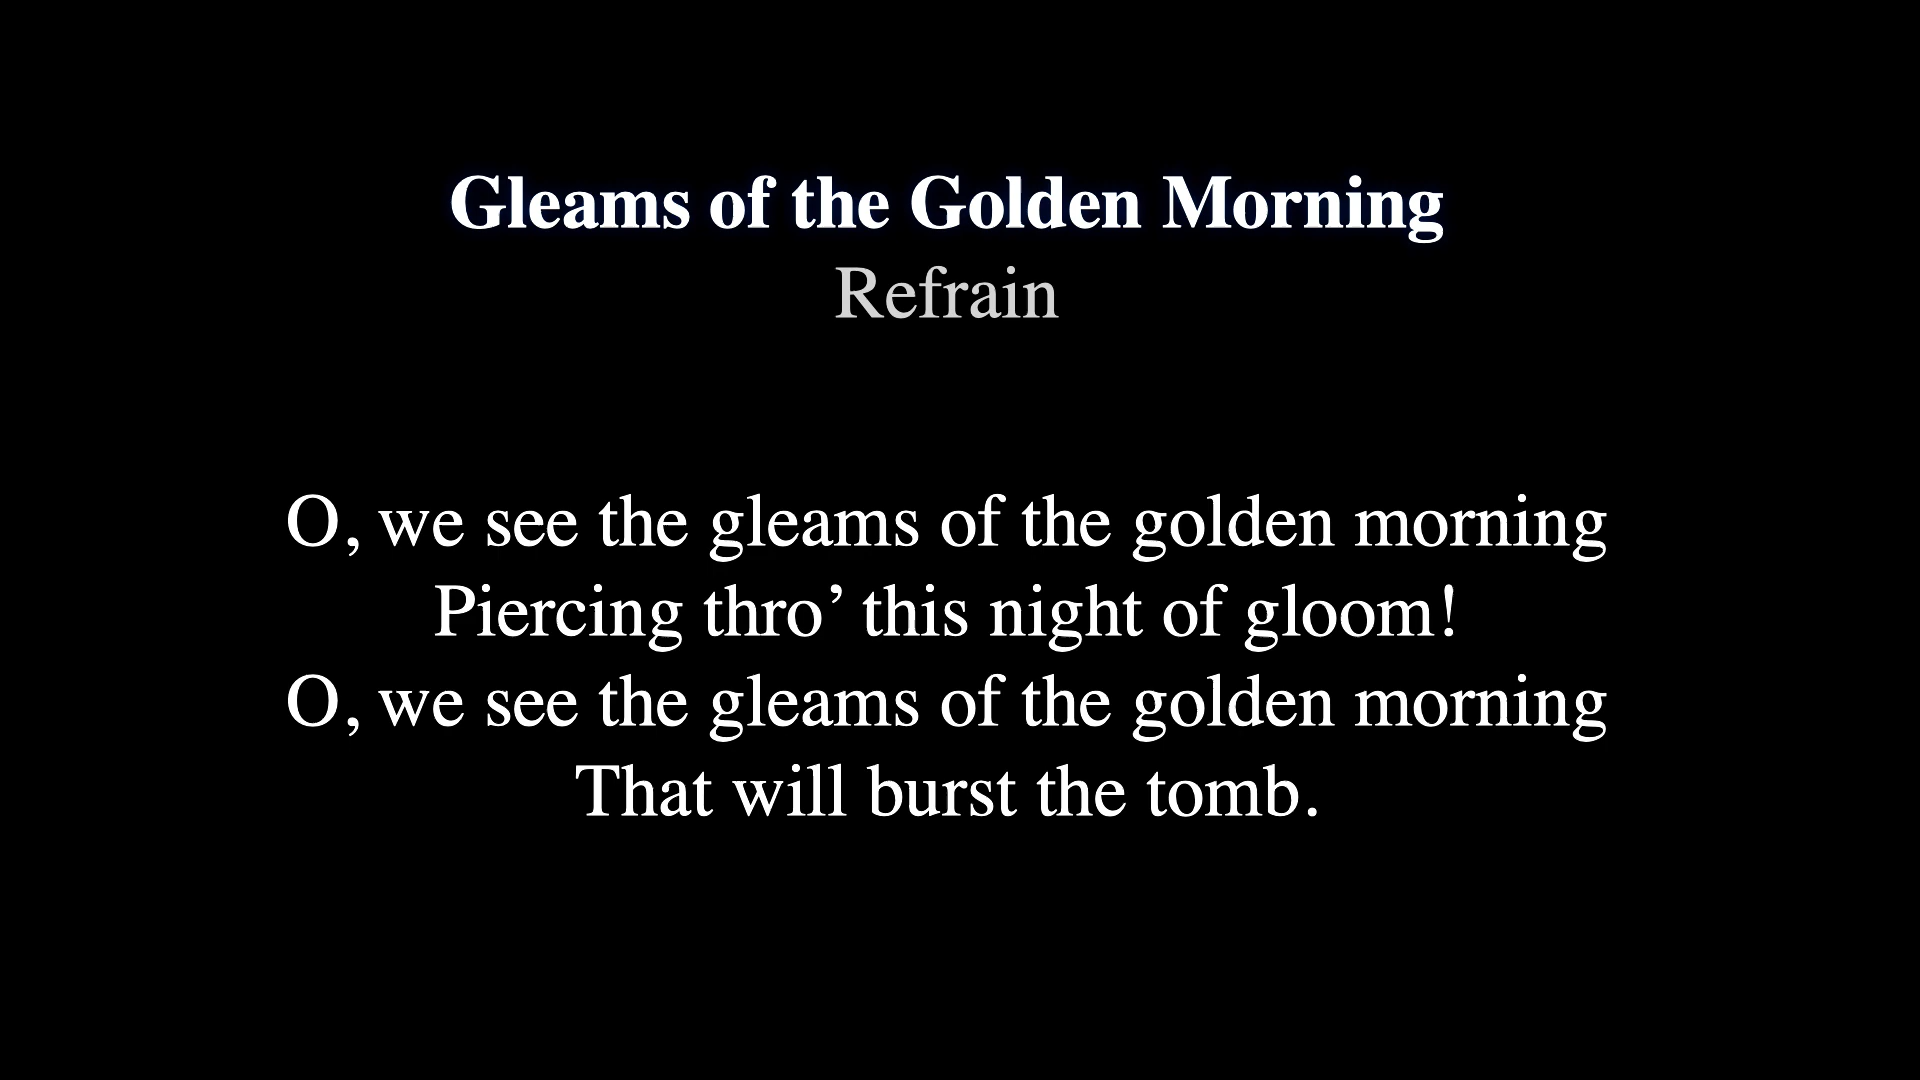 Gleams of the Golden Morning
Refrain
O, we see the gleams of the golden morning
Piercing thro’ this night of gloom!
O, we see the gleams of the golden morning
That will burst the tomb.